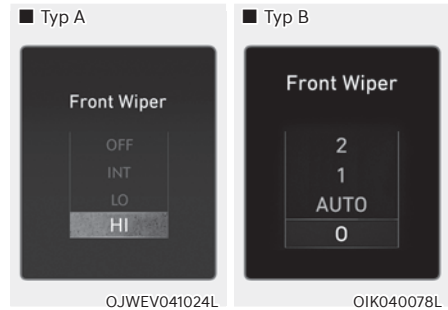 ■ Typ A
Front Wiper
OFF
INT
LO
HI
OJWEV041024L
■ Typ B
Front Wiper
2
1
AUTO
0
OIK040078L